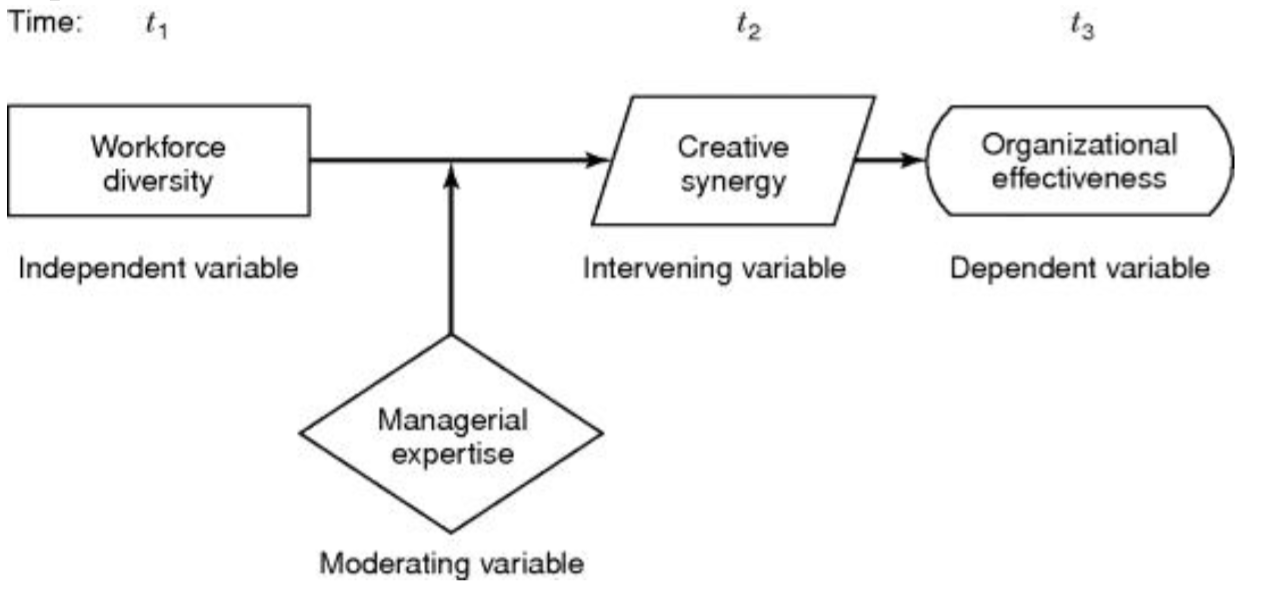 Time: t1 t2 t3
Workforce
diversity
Creative
synergy
Organizational
effectiveness
Independent variable
Intervening variable
Dependent variable
Managerial
expertise
Moderating variable